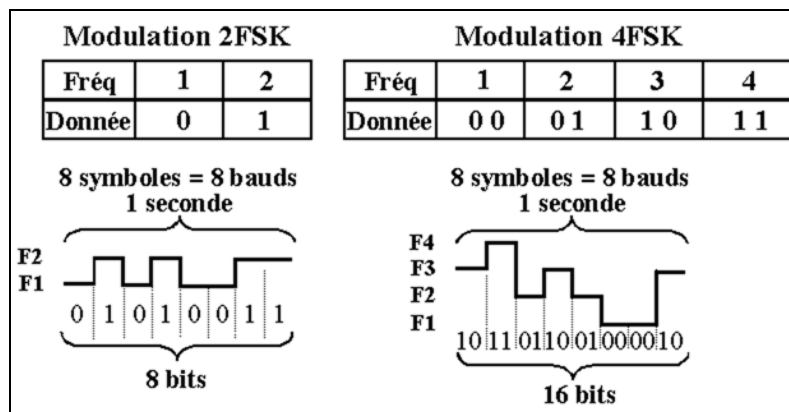 Modulation 2FSK
Fréq 1 2
Donnée 0 1
8 symboles = 8 bauds
1 seconde
F2
F1
0 1 0 1 0 0 1 1
8 bits
Modulation 4FSK
Fréq 1 2 3 4
Donnée 0 0 0 1 1 0 1 1
8 symboles = 8 bauds
1 seconde
F4
F3
F2
F1
10 11 01 10 01 00 00 10
16 bits